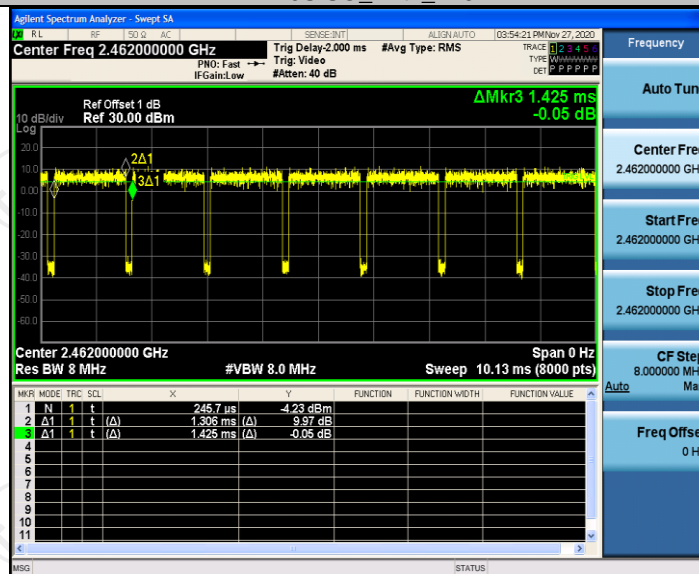 Agilent Spectrum Analyzer - Swept SA
RL RF 50 Ω AC SENSE:INT ALIGN AUTO 03:54:21 PM Nov 27, 2020
Center Freq 2.462000000 GHz
PNO: Fast
IFGain:Low
Trig Delay-2.000 ms
Trig: Video
#Atten: 40 dB
#Avg Type: RMS
TRACE 1 2 3 4 5 6
TYPE W
DET P P P P P P
Frequency
Ref Offset 1 dB
10 dB/div Ref 30.00 dBm
Log
ΔMkr3 1.425 ms
-0.05 dB
20.0
10.0
0.00
-10.0
-20.0
-30.0
-40.0
-50.0
-60.0
2Δ1
3Δ1
Center 2.462000000 GHz Span 0 Hz
Res BW 8 MHz #VBW 8.0 MHz Sweep 10.13 ms (8000 pts)
MKR MODE TRC SCL X Y FUNCTION FUNCTION WIDTH FUNCTION VALUE
1 N 1 t 245.7 µs -4.23 dBm
2 Δ1 1 t (Δ) 1.306 ms (Δ) 9.97 dB
3 Δ1 1 t (Δ) 1.425 ms (Δ) -0.05 dB
4
5
6
7
8
9
10
11
Auto Tun
Center Fre
2.462000000 GH
Start Fre
2.462000000 GH
Stop Fre
2.462000000 GH
CF Step
8.000000 MH
Auto Ma
Freq Offse
0 H
MSG STATUS